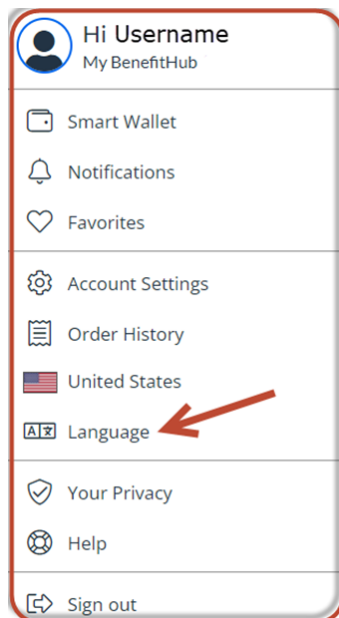 Hi Username
My BenefitHub
Smart Wallet
Notifications
Favorites
Account Settings
Order History
United States
A 文 Language
Your Privacy
Help
Sign out